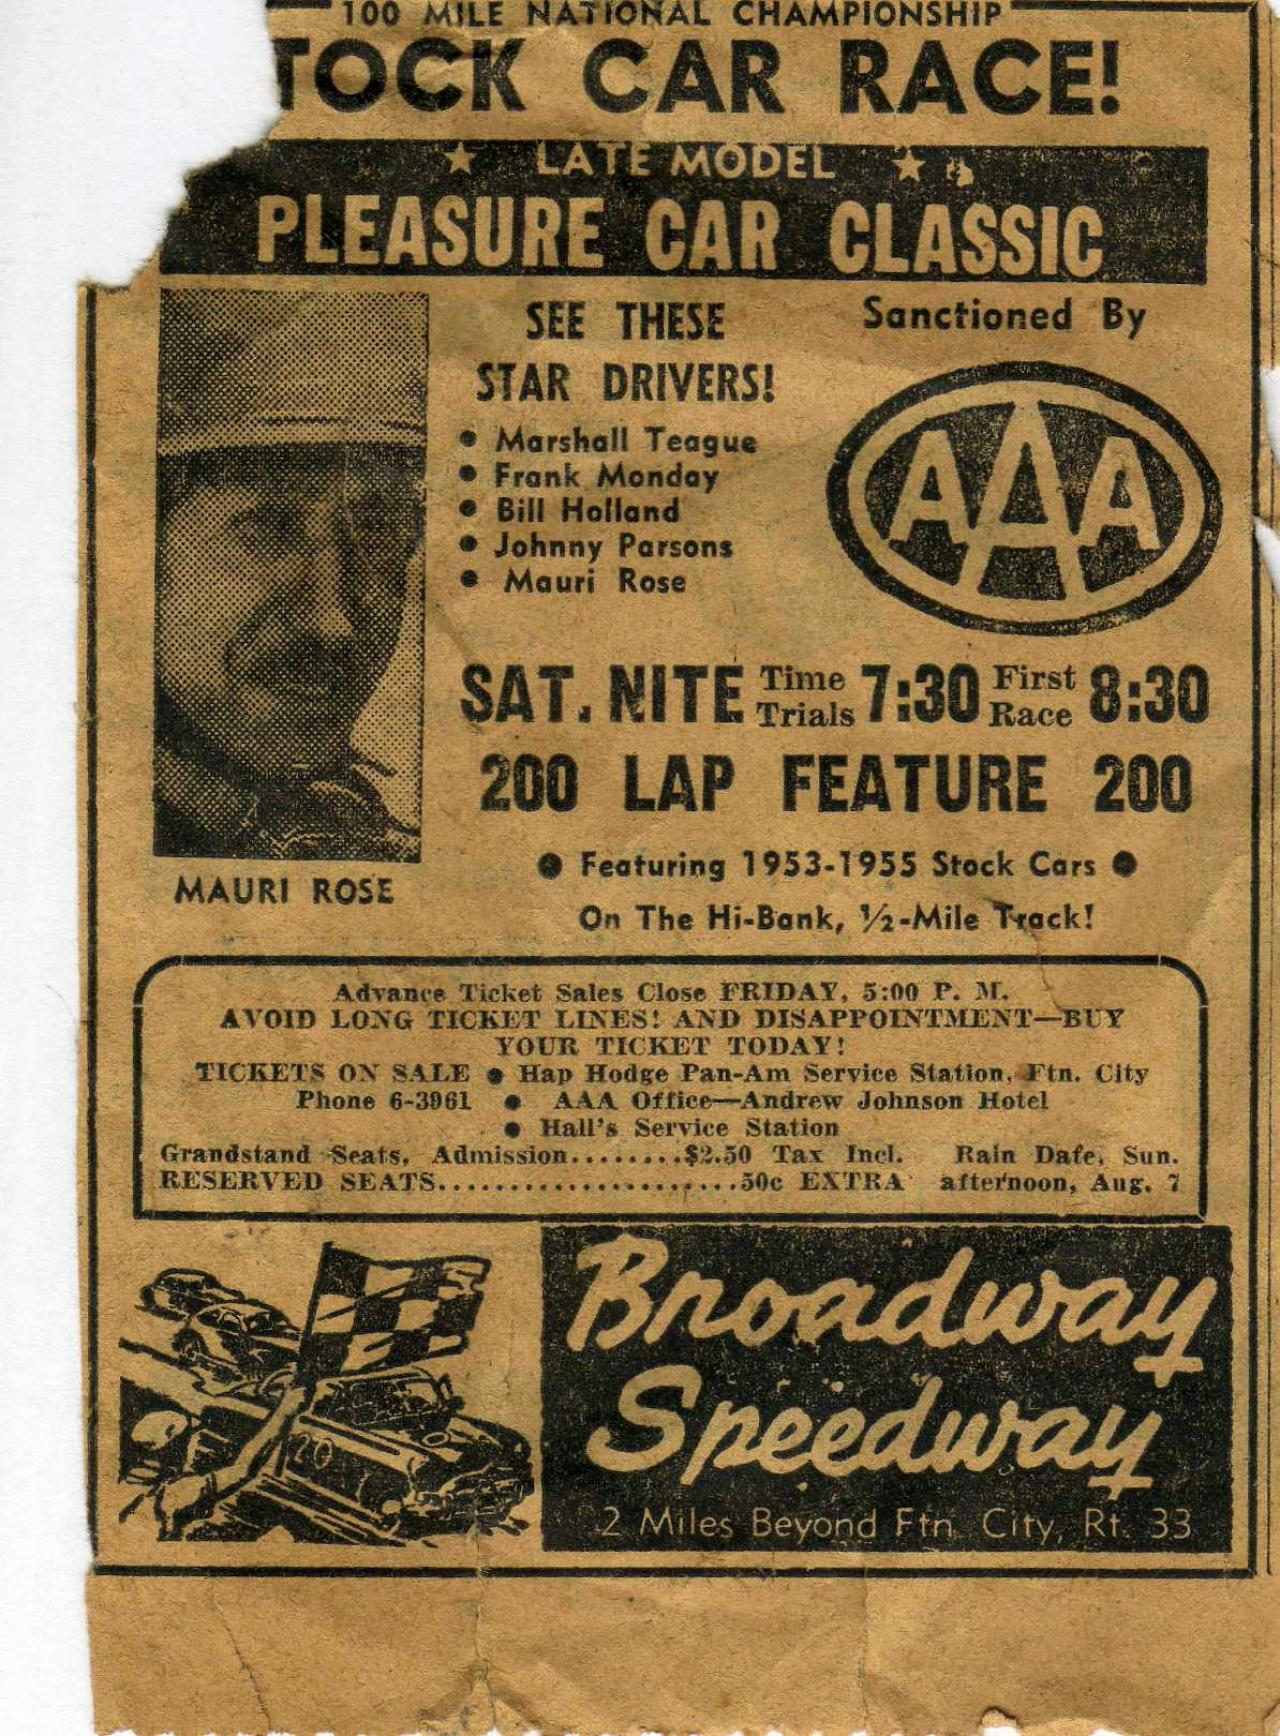 100 MILE NATIONAL CHAMPIONSHIP
TOCK CAR RACE!
★ LATE MODEL ★
PLEASURE CAR CLASSIC
SEE THESE
STAR DRIVERS!
• Marshall Teague
• Frank Monday
• Bill Holland
• Johnny Parsons
• Mauri Rose
Sanctioned By
AAA
MAURI ROSE
SAT. NITE Time Trials 7:30 First Race 8:30
200 LAP FEATURE 200
• Featuring 1953-1955 Stock Cars •
On The Hi-Bank, ½-Mile Track!
Advance Ticket Sales Close FRIDAY, 5:00 P. M.
AVOID LONG TICKET LINES! AND DISAPPOINTMENT—BUY
YOUR TICKET TODAY!
TICKETS ON SALE • Hap Hodge Pan-Am Service Station, Ftn. City
Phone 6-3961 • AAA Office—Andrew Johnson Hotel
• Hall's Service Station
Grandstand Seats, Admission........$2.50 Tax Incl. Rain Date, Sun.
RESERVED SEATS......................50c EXTRA afternoon, Aug. 7
20
Broadway
Speedway
2 Miles Beyond Ftn. City, Rt. 33